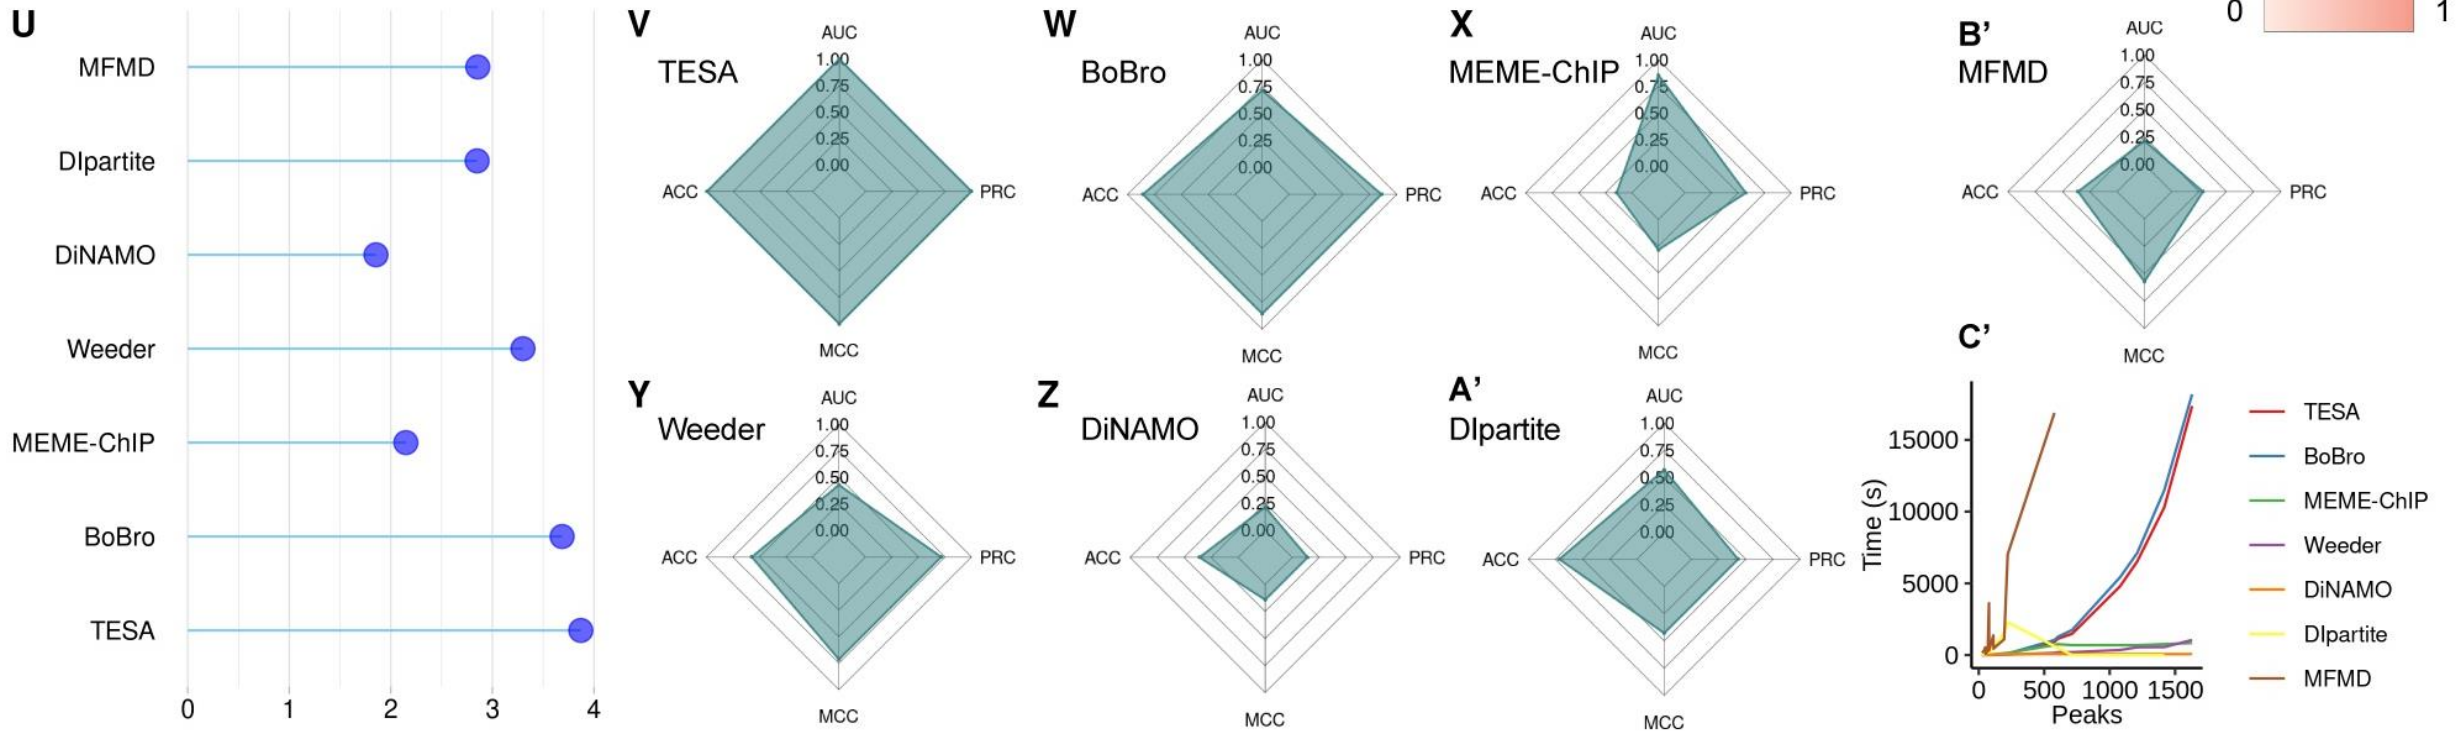 U
MFMD
DIpartite
DiNAMO
Weeder
MEME-ChIP
BoBro
TESA
0 1 2 3 4
V
TESA
AUC
1.00
0.75
0.50
0.25
0.00
ACC
PRC
MCC
W
BoBro
AUC
1.00
0.75
0.50
0.25
0.00
ACC
PRC
MCC
X
MEME-ChIP
AUC
1.00
0.75
0.50
0.25
0.00
ACC
PRC
MCC
0 1
B’
MFMD
AUC
1.00
0.75
0.50
0.25
0.00
ACC
PRC
MCC
Y
Weeder
AUC
1.00
0.75
0.50
0.25
0.00
ACC
PRC
MCC
Z
DiNAMO
AUC
1.00
0.75
0.50
0.25
0.00
ACC
PRC
MCC
A’
DIpartite
AUC
1.00
0.75
0.50
0.25
0.00
ACC
PRC
MCC
C’
Time (s)
15000
10000
5000
0
0 500 1000 1500
Peaks
TESA
BoBro
MEME-ChIP
Weeder
DiNAMO
DIpartite
MFMD